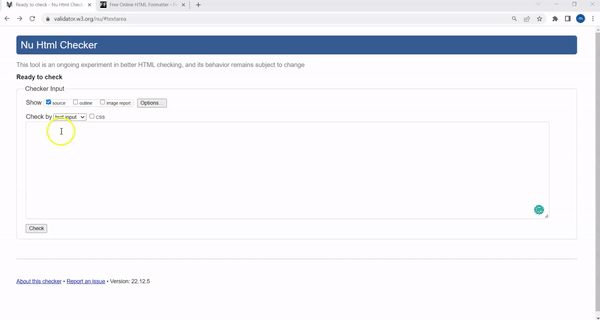 Ready to check - Nu Html Check
Free Online HTML Formatter - F
validator.w3.org/nu/#textarea
Nu Html Checker
This tool is an ongoing experiment in better HTML checking, and its behavior remains subject to change
Ready to check
Checker Input
Show source outline image report Options...
Check by text input CSS
Check
About this checker • Report an issue • Version: 22.12.5